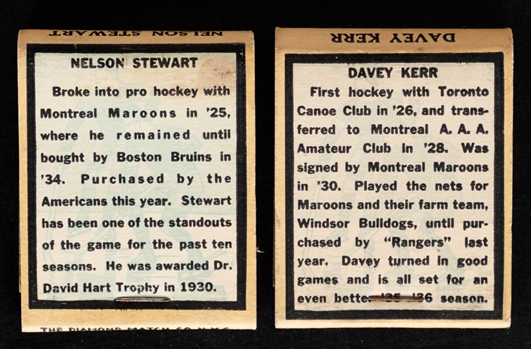 NELSON STEWART
NELSON STEWART
Broke into pro hockey with
Montreal Maroons in '25,
where he remained until
bought by Boston Bruins in
'34. Purchased by the
Americans this year. Stewart
has been one of the standouts
of the game for the past ten
seasons. He was awarded Dr.
David Hart Trophy in 1930.
THE DIAMOND MATCH CO. N.Y.C.
DAVEY KERR
DAVEY KERR
First hockey with Toronto
Canoe Club in '26, and trans-
ferred to Montreal A. A. A.
Amateur Club in '28. Was
signed by Montreal Maroons
in '30. Played the nets for
Maroons and their farm team,
Windsor Bulldogs, until pur-
chased by "Rangers" last
year. Davey turned in good
games and is all set for an
even better '35 '36 season.